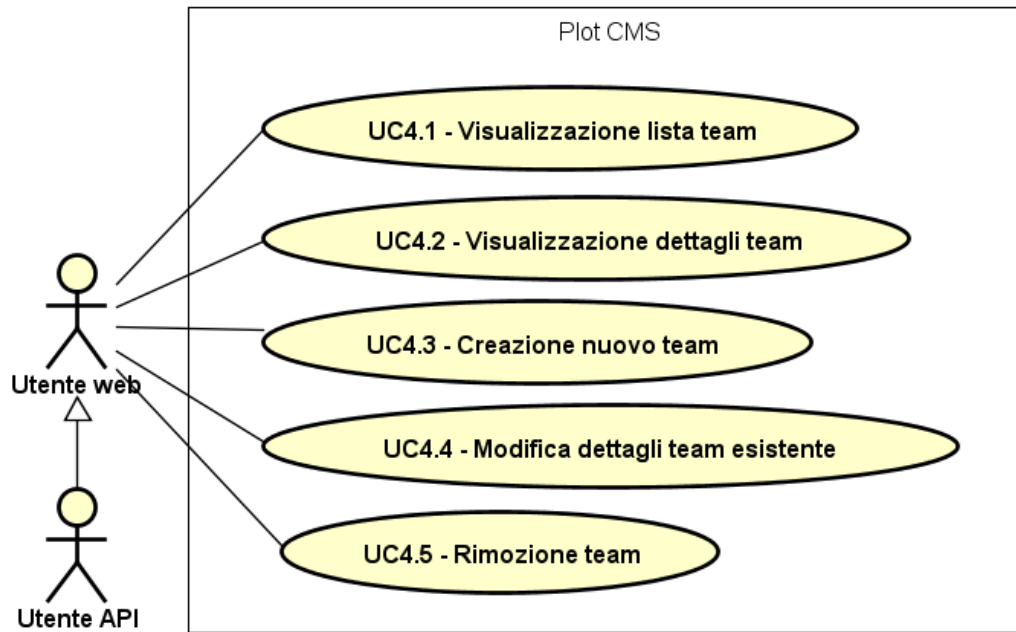 Plot CMS
UC4.1 - Visualizzazione lista team
UC4.2 - Visualizzazione dettagli team
UC4.3 - Creazione nuovo team
Utente web
UC4.4 - Modifica dettagli team esistente
UC4.5 - Rimozione team
Utente API